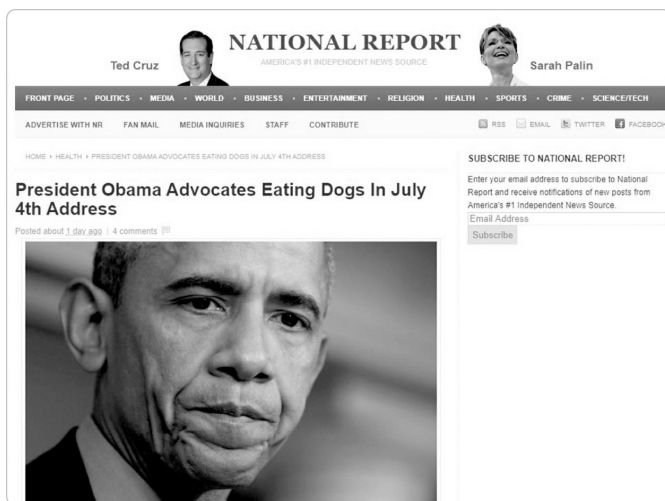 Ted Cruz
NATIONAL REPORT
AMERICA'S #1 INDEPENDENT NEWS SOURCE
Sarah Palin
FRONT PAGE • POLITICS • MEDIA • WORLD • BUSINESS • ENTERTAINMENT • RELIGION • HEALTH • SPORTS • CRIME • SCIENCE/TECH
ADVERTISE WITH NR FAN MAIL MEDIA INQUIRIES STAFF CONTRIBUTE
RSS EMAIL TWITTER FACEBOOK
HOME › HEALTH › PRESIDENT OBAMA ADVOCATES EATING DOGS IN JULY 4TH ADDRESS
President Obama Advocates Eating Dogs In July
4th Address
Posted about 1 day ago | 4 comments
SUBSCRIBE TO NATIONAL REPORT!
Enter your email address to subscribe to National
Report and receive notifications of new posts from
America's #1 Independent News Source.
Email Address
Subscribe